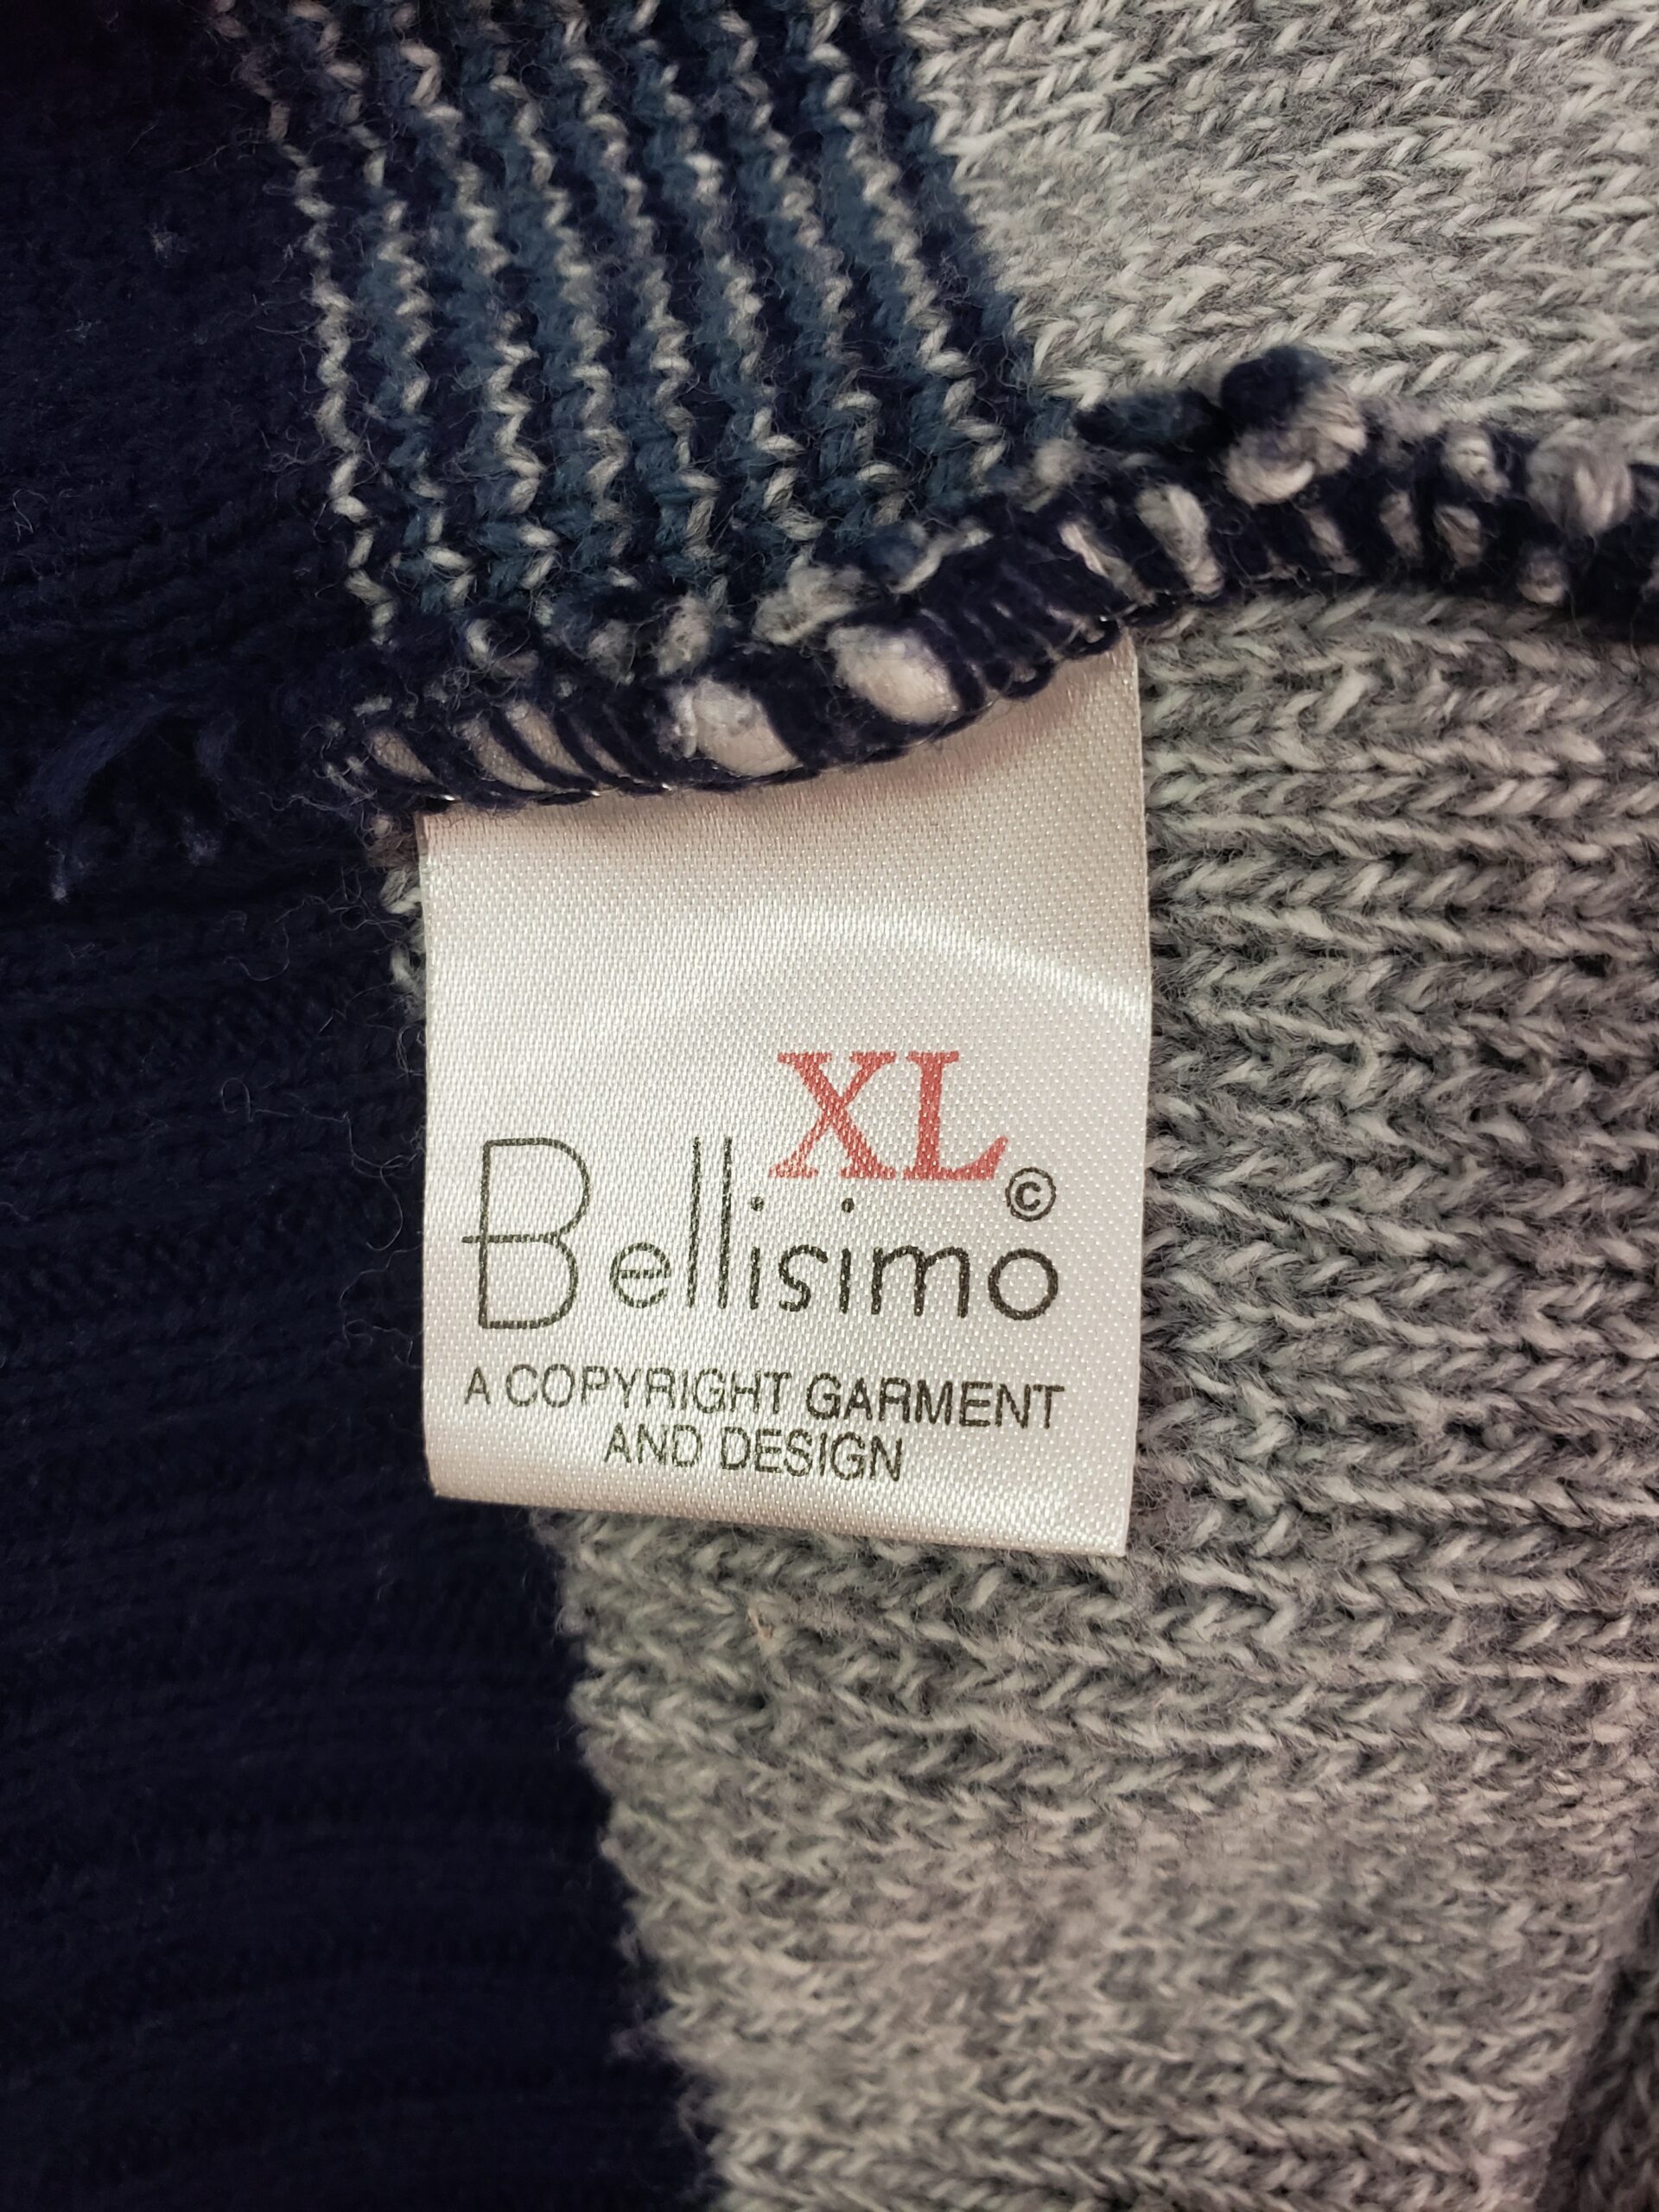 XL
Bellisimo©
A COPYRIGHT GARMENT
AND DESIGN